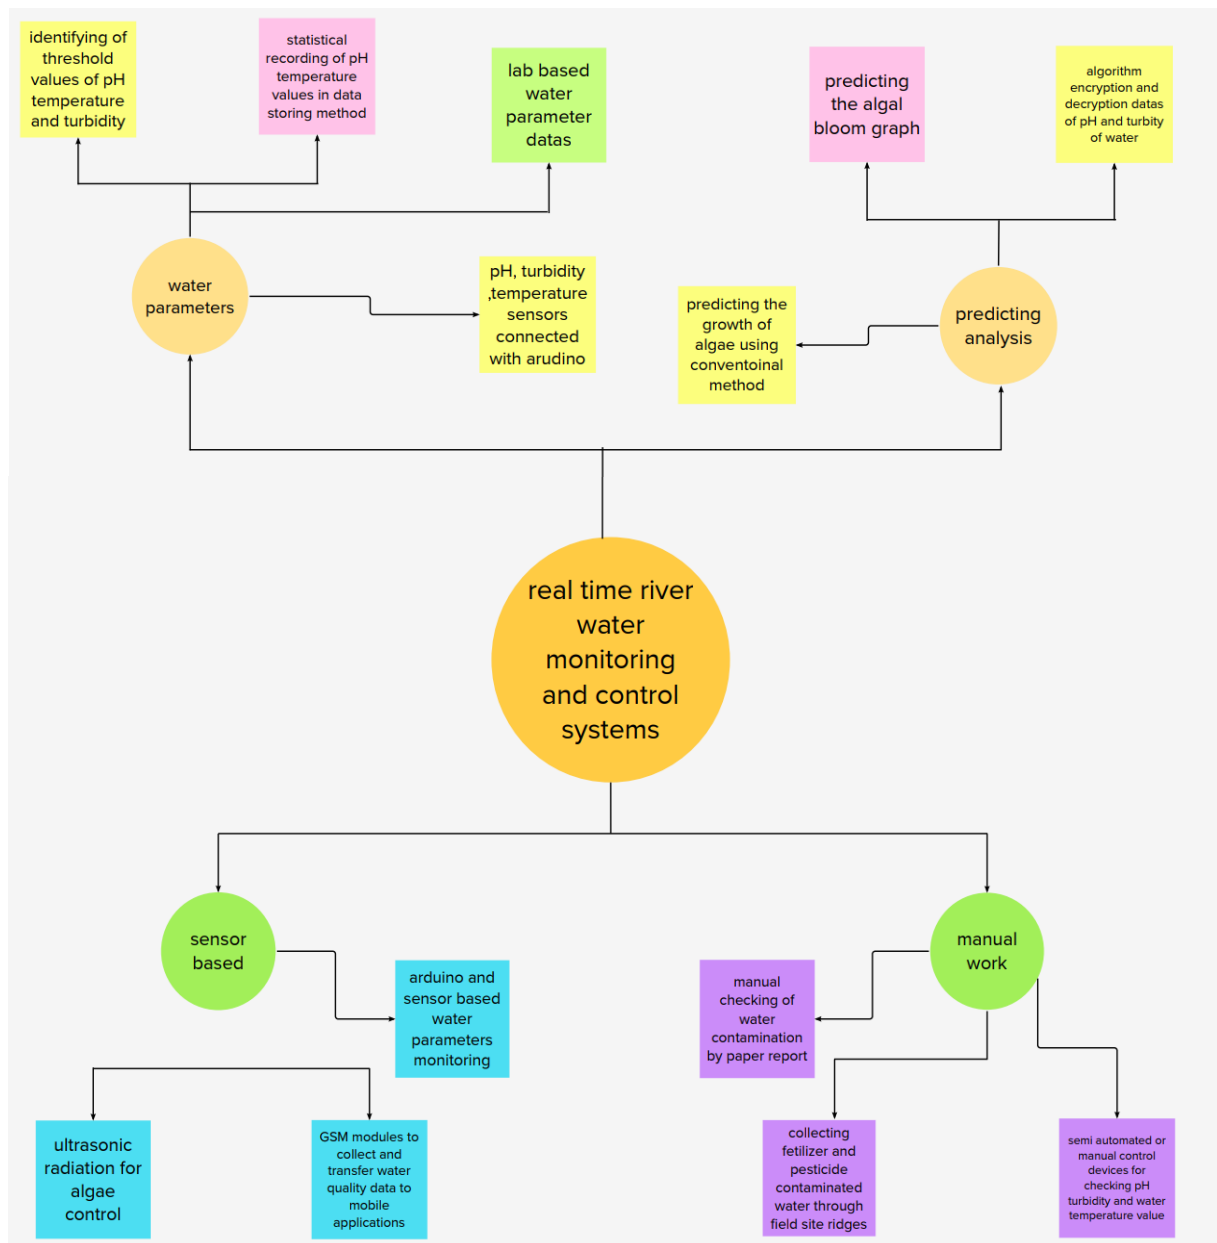 identifying of
threshold
values of pH
temperature
and turbidity
statistical
recording of pH
temperature
values in data
storing method
lab based
water
parameter
datas
predicting
the algal
bloom graph
algorithm
encryption and
decryption datas
of pH and turbity
of water
water
parameters
pH, turbidity
,temperature
sensors
connected
with arudino
predicting the
growth of
algae using
conventoinal
method
predicting
analysis
real time river
water
monitoring
and control
systems
sensor
based
arduino and
sensor based
water
parameters
monitoring
manual
checking of
water
contamination
by paper report
manual
work
ultrasonic
radiation for
algae
control
GSM modules to
collect and
transfer water
quality data to
mobile
applications
collecting
fetilizer and
pesticide
contaminated
water through
field site ridges
semi automated or
manual control
devices for
checking pH
turbidity and water
temperature value